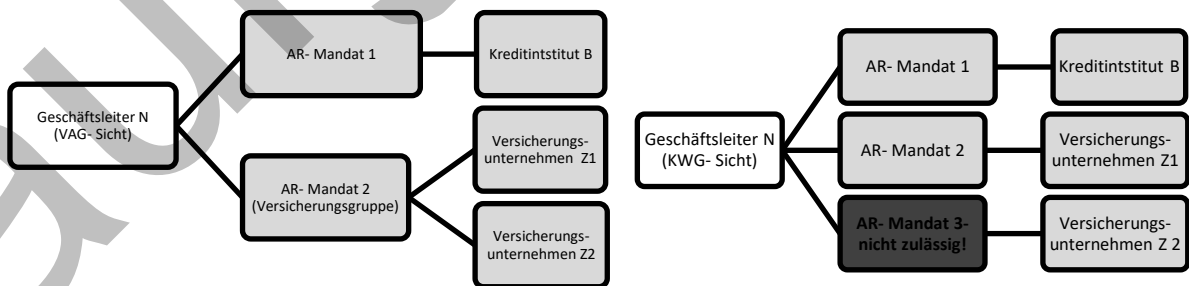 AR- Mandat 1
Kreditintstitut B
Geschäftsleiter N
(VAG- Sicht)
Versicherungs-
unternehmen Z1
AR- Mandat 2
(Versicherungsgruppe)
Versicherungs-
unternehmen Z2
AR- Mandat 1
Kreditintstitut B
Geschäftsleiter N
(KWG- Sicht)
AR- Mandat 2
Versicherungs-
unternehmen Z1
AR- Mandat 3-
nicht zulässig!
Versicherungs-
unternehmen Z 2